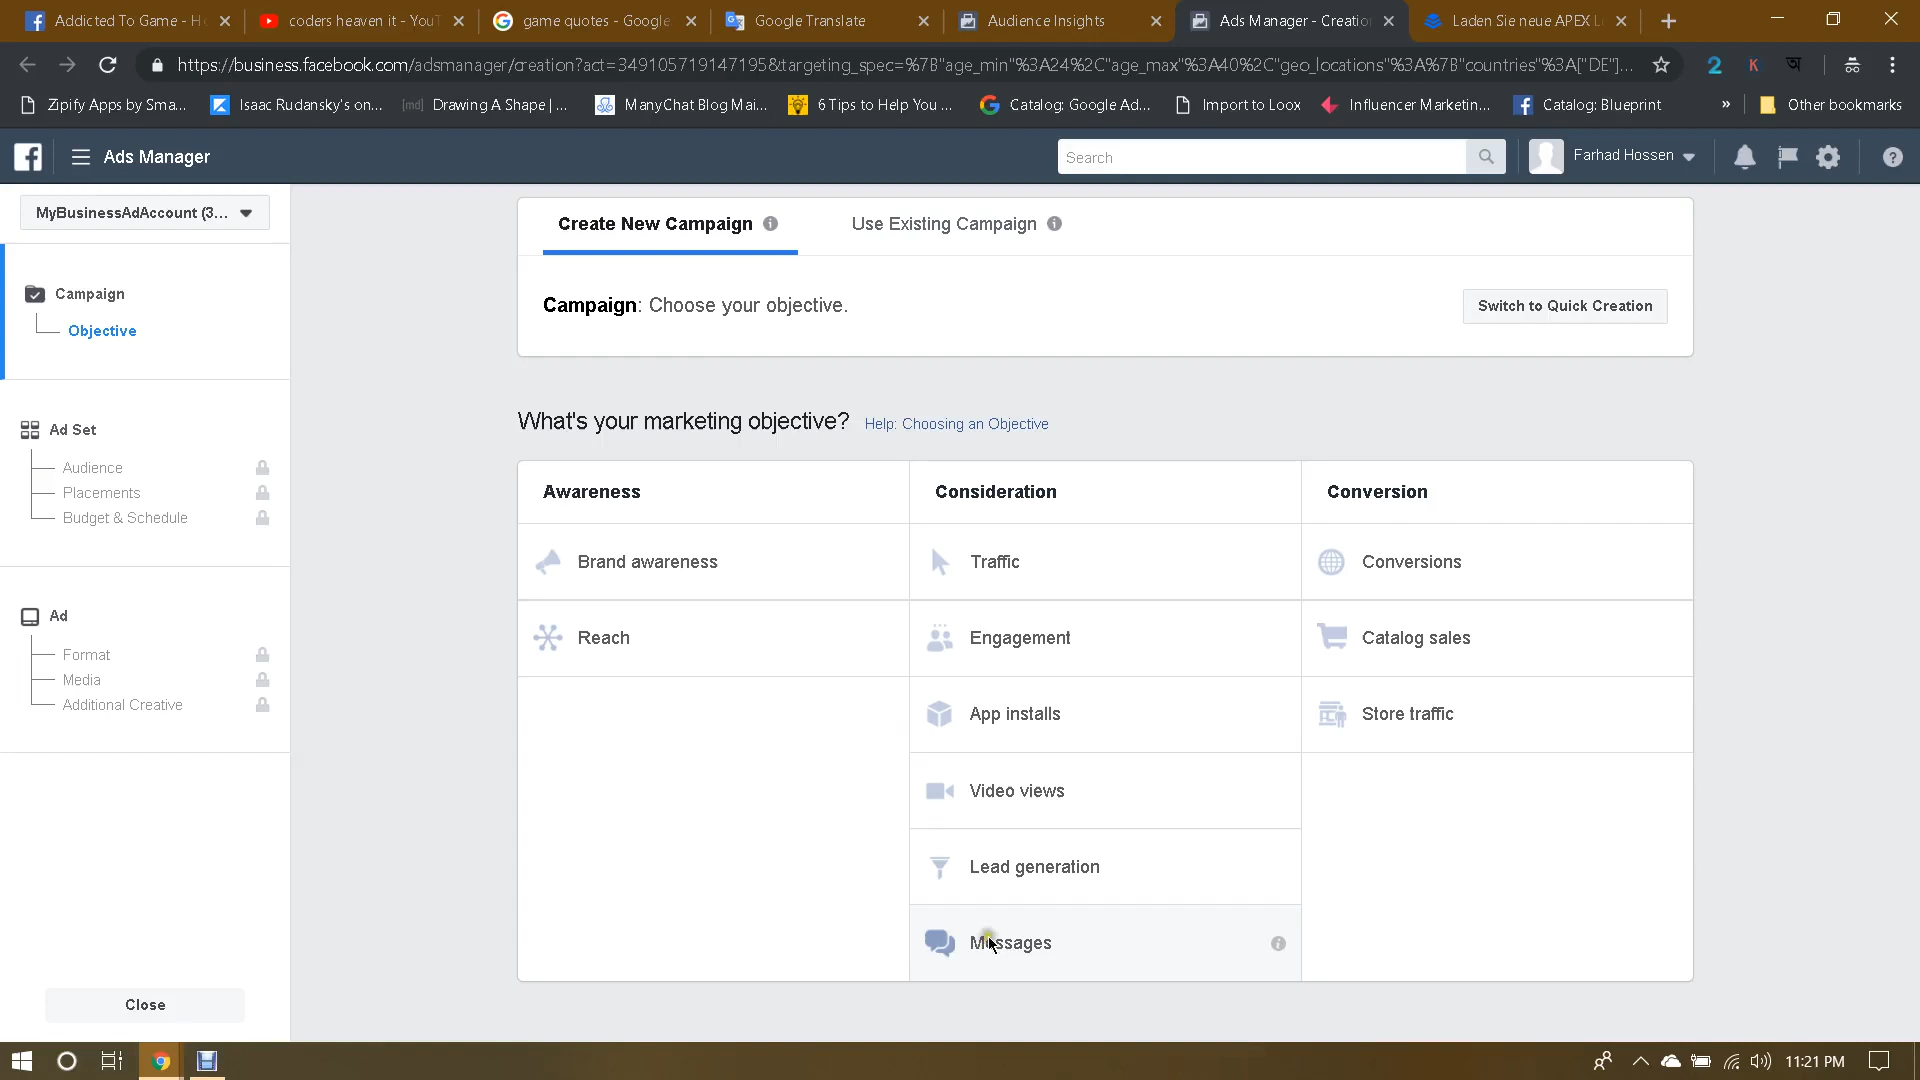 Addicted To Game - Ho
coders heaven it - YouT
game quotes - Google
Google Translate
Audience Insights
Ads Manager - Creatio
Laden Sie neue APEX L
https://business.facebook.com/adsmanager/creation?act=349105719147195&targeting_spec=%7B"age_min"%3A24%2C"age_max"%3A40%2C"geo_locations"%3A%7B"countries"%3A["DE"]...
2
K
অ
Zipify Apps by Sma...
Isaac Rudansky's on...
[md] Drawing A Shape | ...
ManyChat Blog Mai...
6 Tips to Help You ...
Catalog: Google Ad...
Import to Loox
Influencer Marketin...
Catalog: Blueprint
»
Other bookmarks
Ads Manager
Search
Farhad Hossen
MyBusinessAdAccount (3...
Create New Campaign
Use Existing Campaign
Campaign: Choose your objective.
Switch to Quick Creation
Campaign
Objective
Ad Set
Audience
Placements
Budget & Schedule
Ad
Format
Media
Additional Creative
Close
What's your marketing objective? Help: Choosing an Objective
Awareness
Consideration
Conversion
Brand awareness
Traffic
Conversions
Reach
Engagement
Catalog sales
App installs
Store traffic
Video views
Lead generation
Messages
11:21 PM